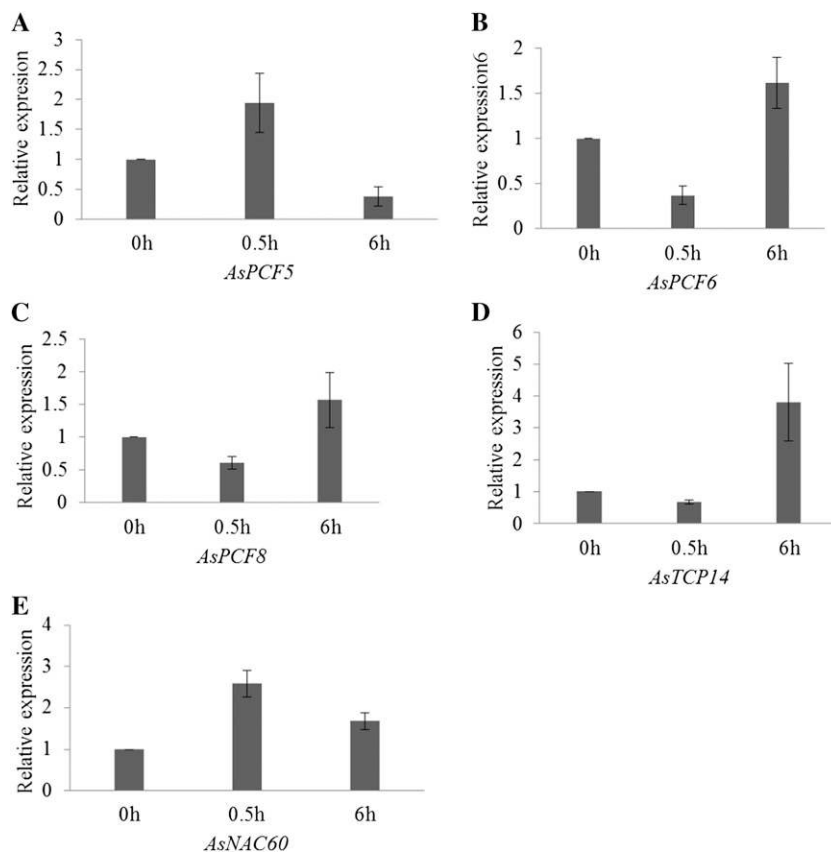 A
Relative expresion
3
2.5
2
1.5
1
0.5
0
0h 0.5h 6h
AsPCF5
B
Relative expression6
2
1.5
1
0.5
0
0h 0.5h 6h
AsPCF6
C
Relative expression
2.5
2
1.5
1
0.5
0
0h 0.5h 6h
AsPCF8
D
Relative expression
6
5
4
3
2
1
0
0h 0.5h 6h
AsTCP14
E
Relative expression
4
3
2
1
0
0h 0.5h 6h
AsNAC60